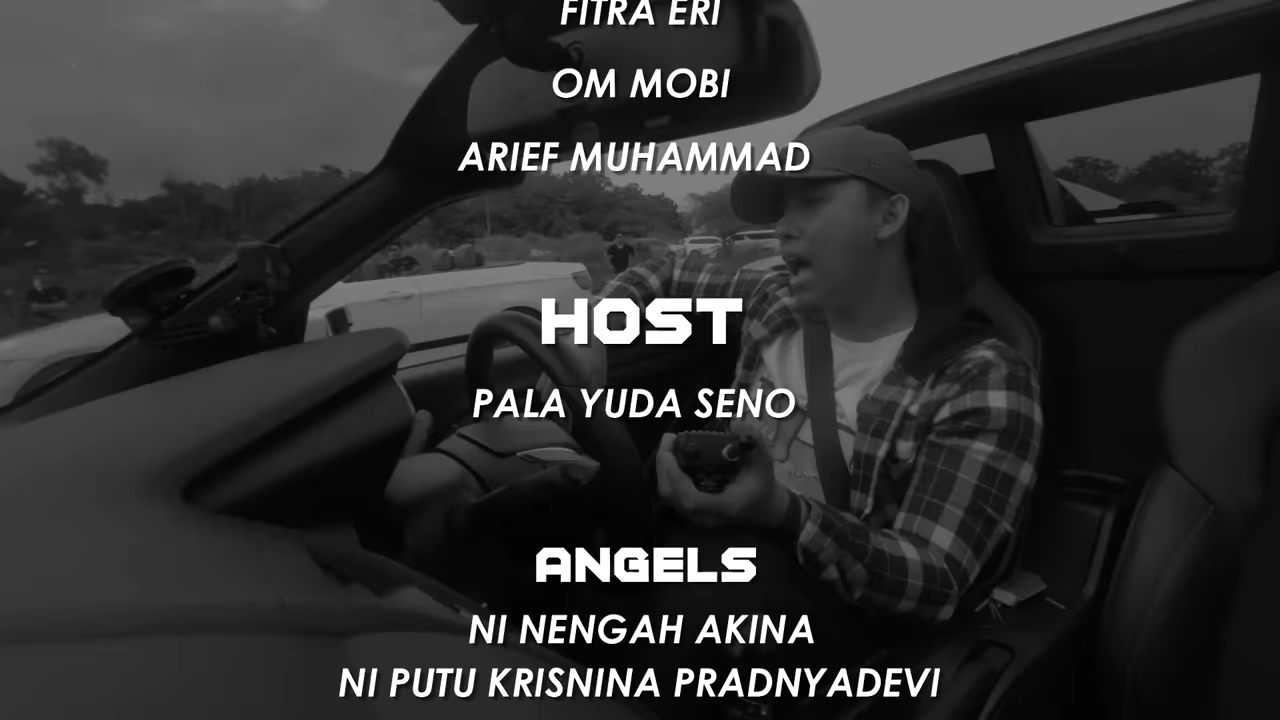 FITRA ERI
OM MOBI
ARIEF MUHAMMAD
HOST
PALA YUDA SENO
ANGELS
NI NENGAH AKINA
NI PUTU KRISNINA PRADNYADEVI